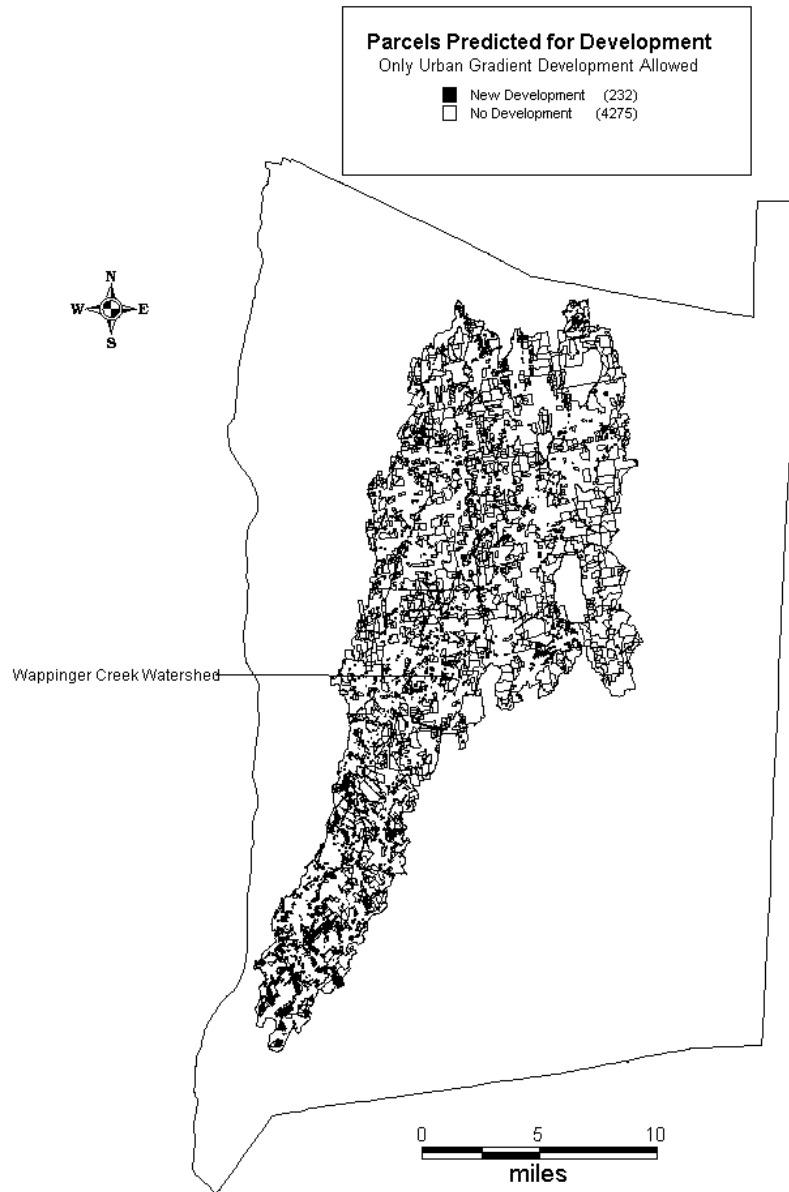 Parcels Predicted for Development
Only Urban Gradient Development Allowed
New Development (232)
No Development (4275)
N
W E
S
Wappinger Creek Watershed
0 5 10
miles